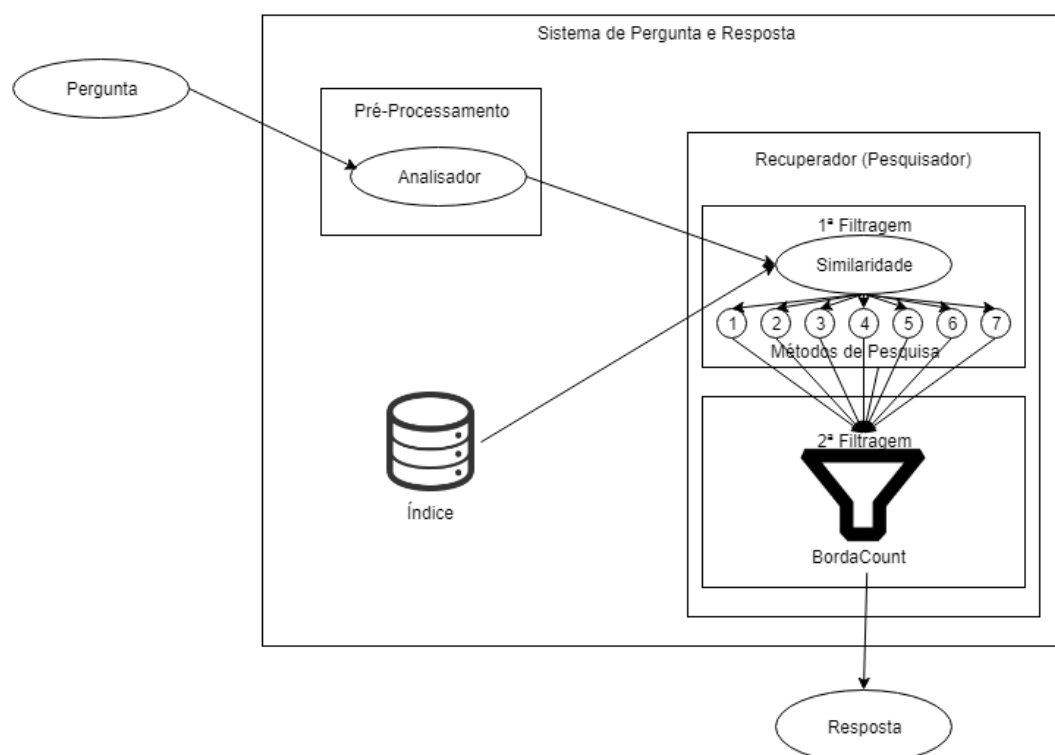 Sistema de Pergunta e Resposta
Pergunta
Pré-Processamento
Analisador
Recuperador (Pesquisador)
1ª Filtragem
Similaridade
1 2 3 4 5 6 7
Métodos de Pesquisa
Índice
2ª Filtragem
BordaCount
Resposta